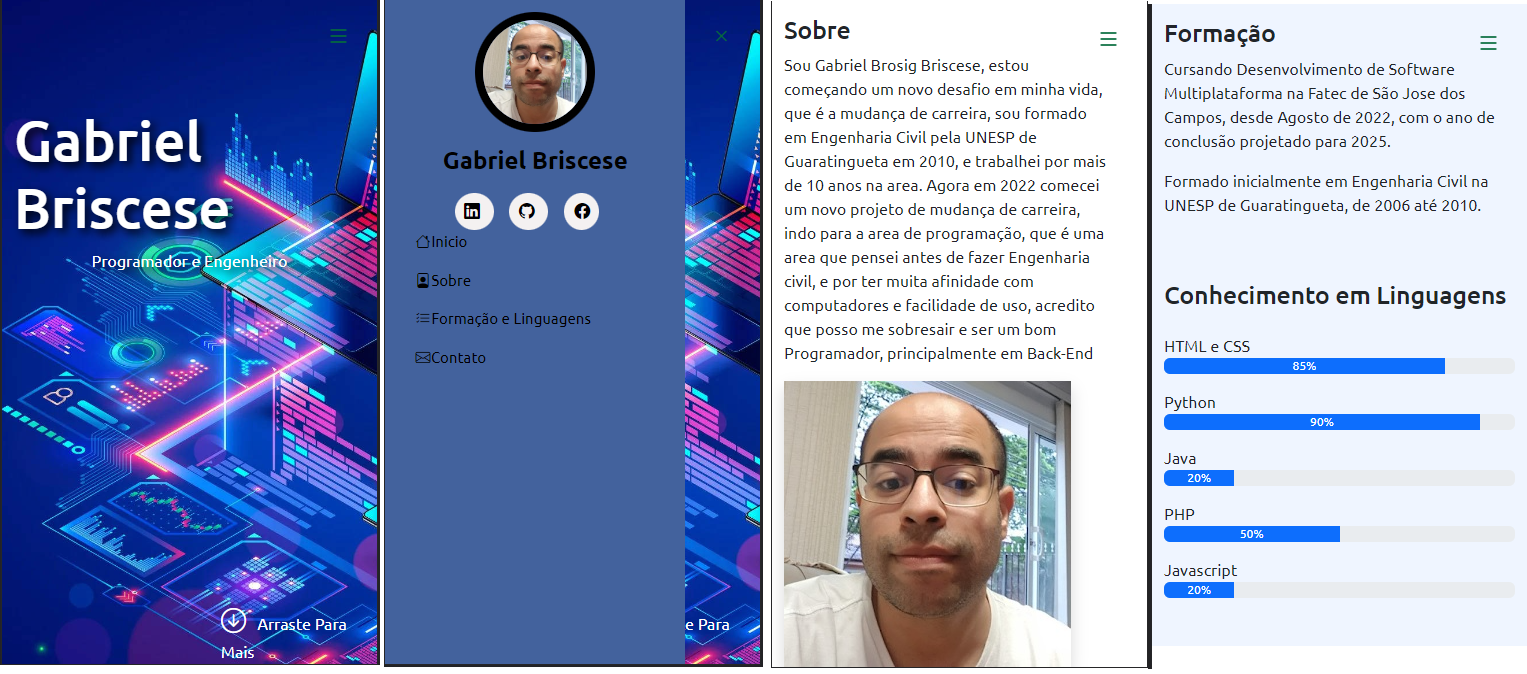 Gabriel
Briscese
Programador e Engenheiro
Arraste Para
Mais
Gabriel Briscese
Inicio
Sobre
Formação e Linguagens
Contato
e Para
Sobre
Sou Gabriel Brosig Briscese, estou
começando um novo desafio em minha vida,
que é a mudança de carreira, sou formado
em Engenharia Civil pela UNESP de
Guaratingueta em 2010, e trabalhei por mais
de 10 anos na area. Agora em 2022 comecei
um novo projeto de mudança de carreira,
indo para a area de programação, que é uma
area que pensei antes de fazer Engenharia
civil, e por ter muita afinidade com
computadores e facilidade de uso, acredito
que posso me sobresair e ser um bom
Programador, principalmente em Back-End
Formação
Cursando Desenvolvimento de Software
Multiplataforma na Fatec de São Jose dos
Campos, desde Agosto de 2022, com o ano de
conclusão projetado para 2025.
Formado inicialmente em Engenharia Civil na
UNESP de Guaratingueta, de 2006 até 2010.
Conhecimento em Linguagens
HTML e CSS
85%
Python
90%
Java
20%
PHP
50%
Javascript
20%